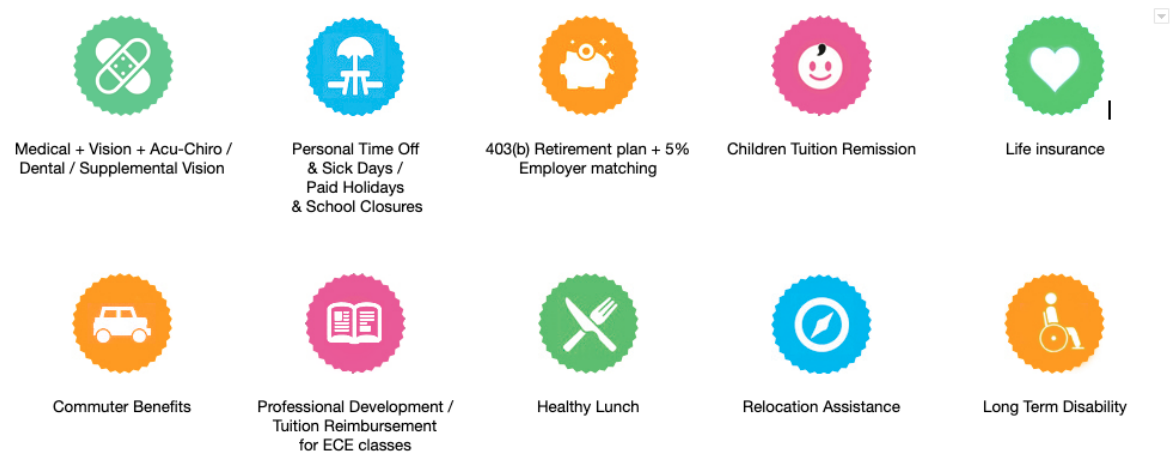 Medical + Vision + Acu-Chiro /
Dental / Supplemental Vision
Personal Time Off
& Sick Days /
Paid Holidays
& School Closures
403(b) Retirement plan + 5%
Employer matching
Children Tuition Remission
Life insurance
Commuter Benefits
Professional Development /
Tuition Reimbursement
for ECE classes
Healthy Lunch
Relocation Assistance
Long Term Disability